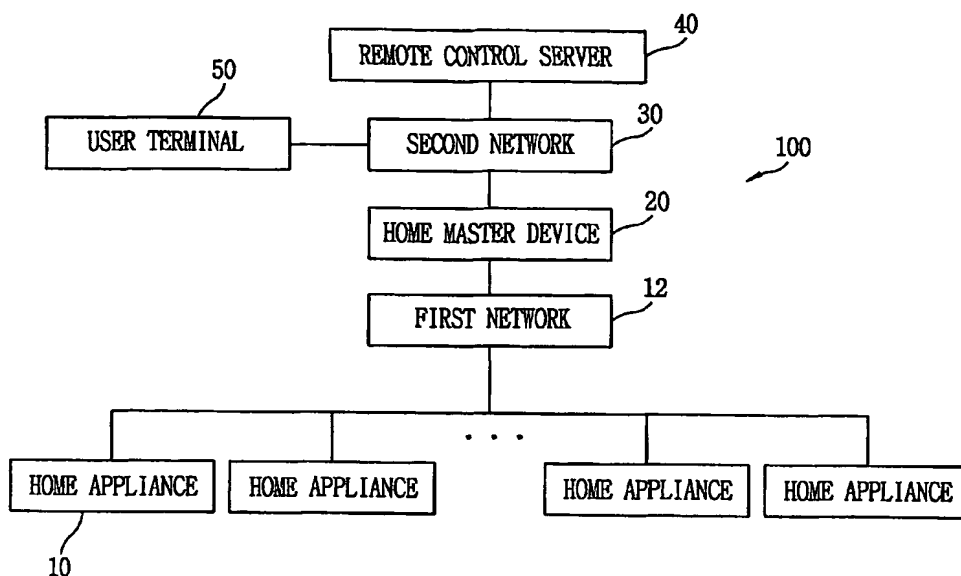 40
REMOTE CONTROL SERVER
50
30
USER TERMINAL
SECOND NETWORK
100
20
HOME MASTER DEVICE
12
FIRST NETWORK
. . .
HOME APPLIANCE
HOME APPLIANCE
HOME APPLIANCE
HOME APPLIANCE
10